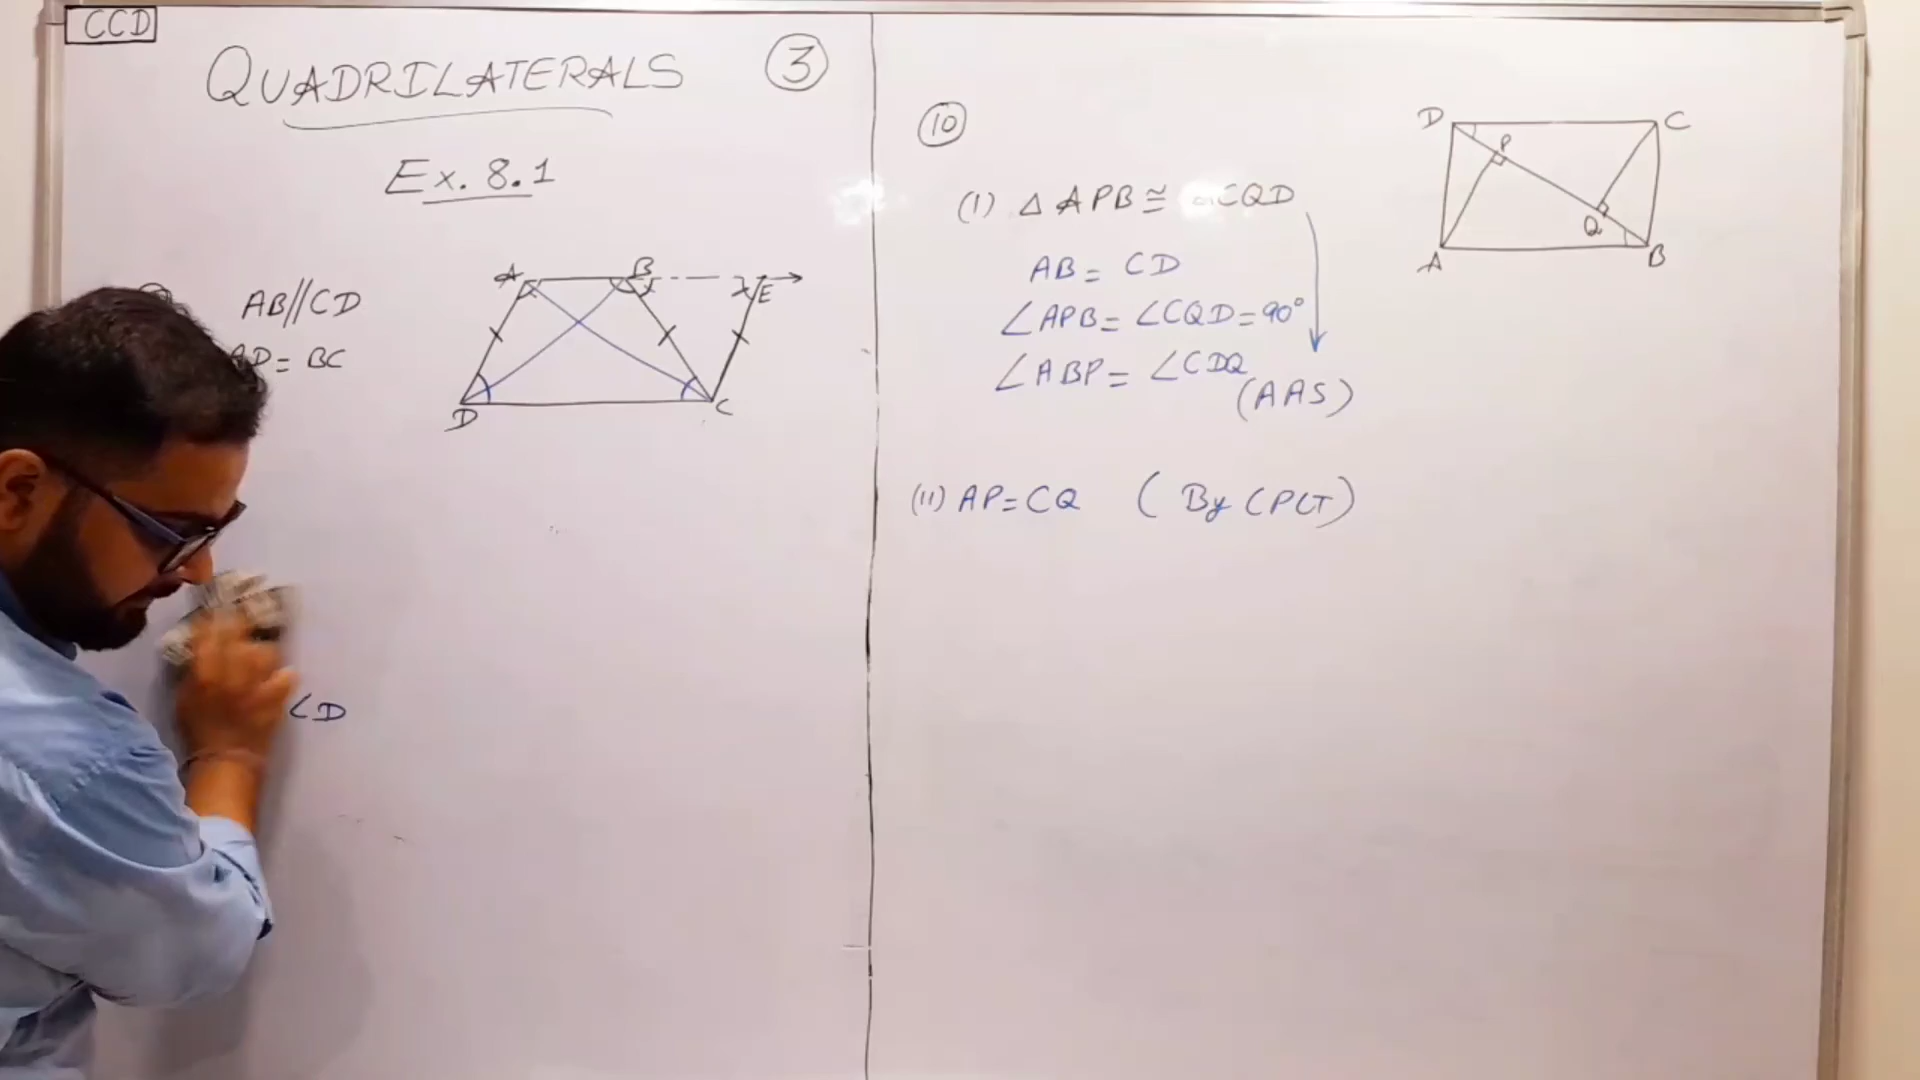 CCD
QUADRILATERALS
3
Ex. 8.1
AB//CD
AD = BC
A B E
D C
∠D
10
(I) △APB ≅ △CQD
AB = CD
∠APB = ∠CQD = 90°
∠ABP = ∠CDQ
(AAS)
D C
P
Q
A B
(II) AP = CQ (By CPCT)